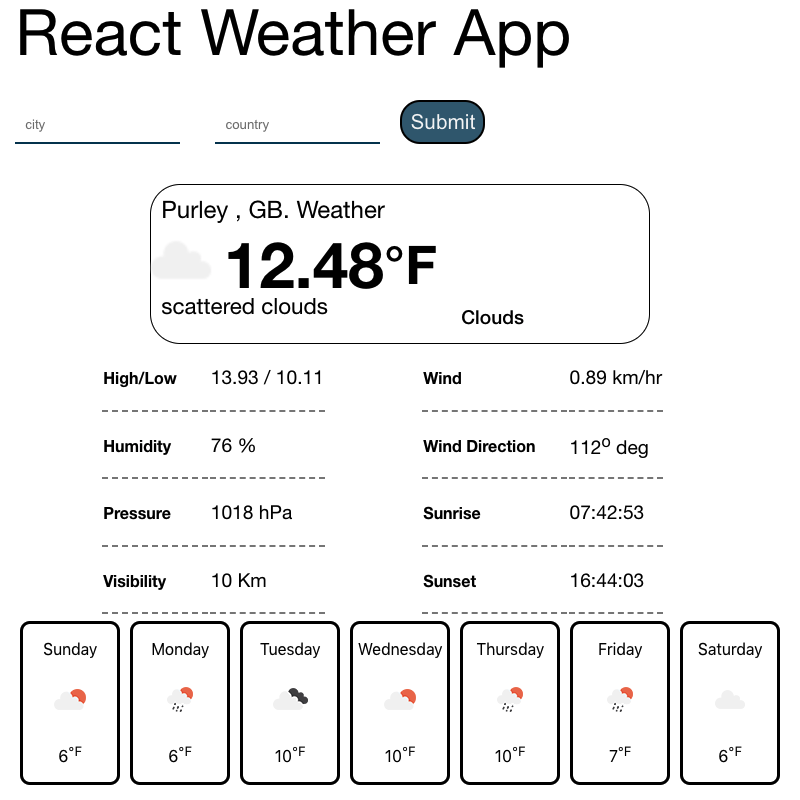 React Weather App
city country Submit
Purley , GB. Weather
12.48°F
scattered clouds
Clouds
High/Low 13.93 / 10.11 Wind 0.89 km/hr
Humidity 76 % Wind Direction 112º deg
Pressure 1018 hPa Sunrise 07:42:53
Visibility 10 Km Sunset 16:44:03
Sunday Monday Tuesday Wednesday Thursday Friday Saturday
6°F 6°F 10°F 10°F 10°F 7°F 6°F